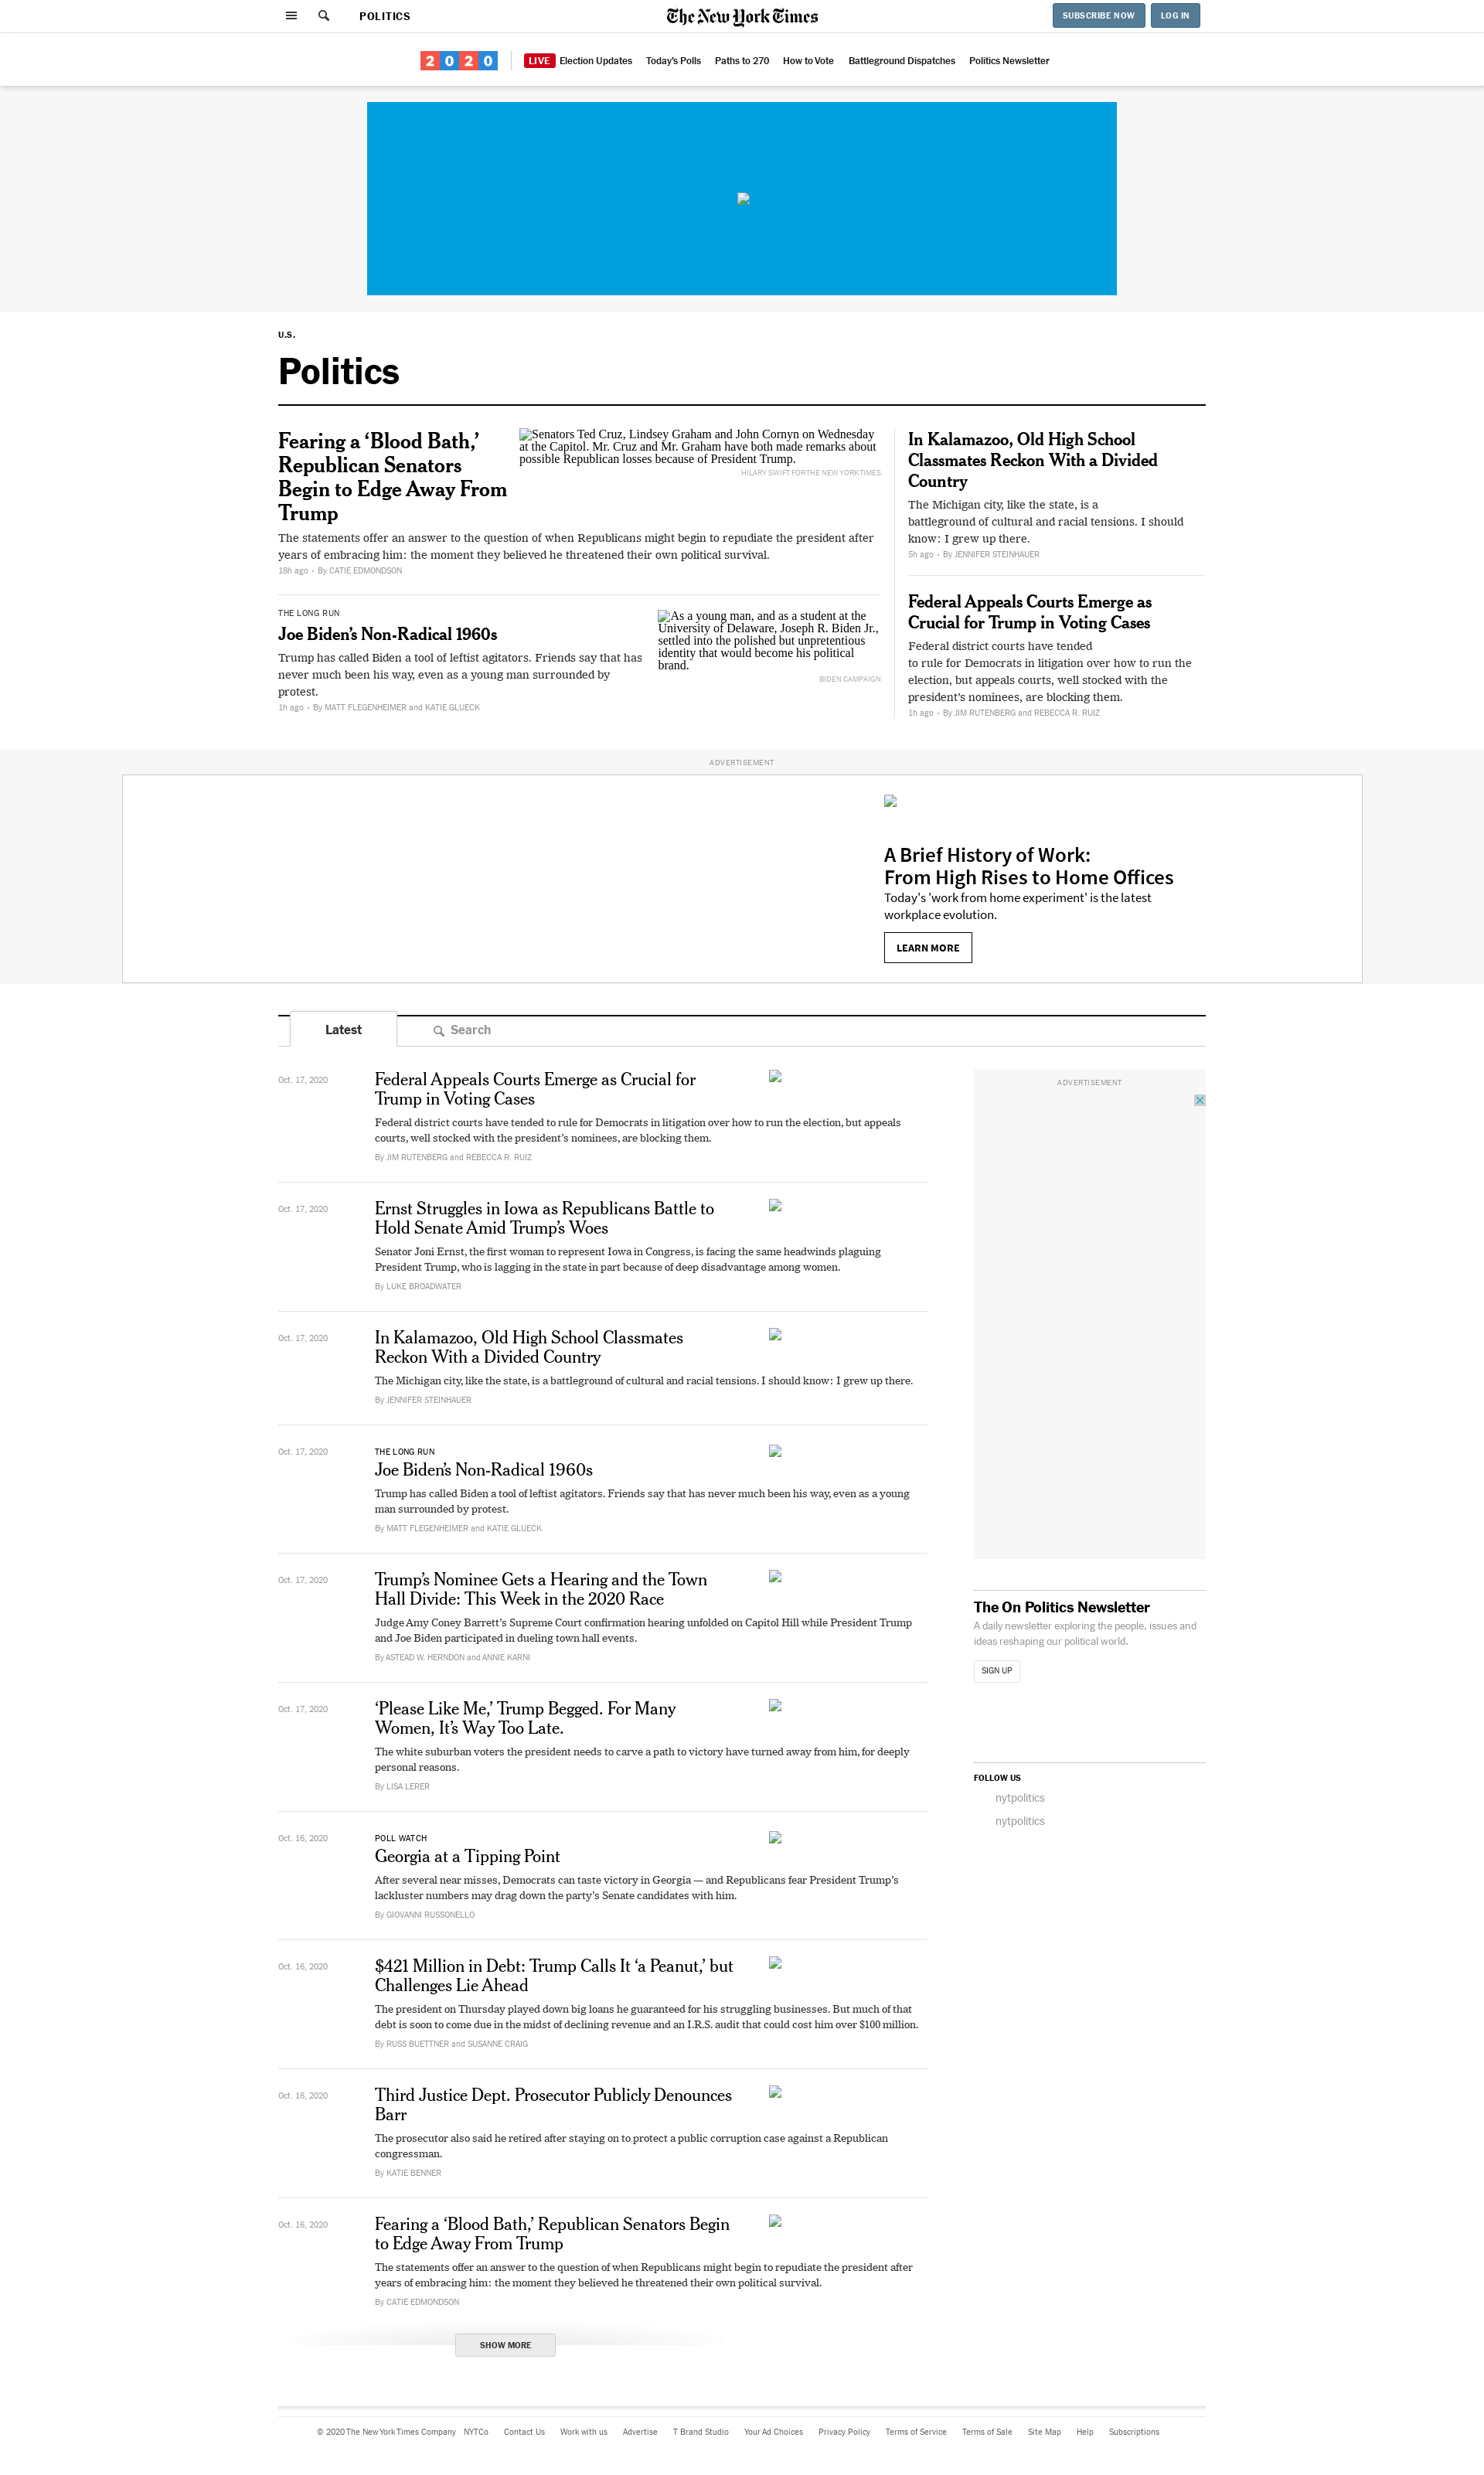 POLITICS
The New York Times
SUBSCRIBE NOW
LOG IN
2020
LIVE Election Updates
Today's Polls
Paths to 270
How to Vote
Battleground Dispatches
Politics Newsletter
U.S.
Politics
Fearing a ‘Blood Bath,’
Republican Senators
Begin to Edge Away From
Trump
Senators Ted Cruz, Lindsey Graham and John Cornyn on Wednesday
at the Capitol. Mr. Cruz and Mr. Graham have both made remarks about
possible Republican losses because of President Trump.
HILARY SWIFT FOR THE NEW YORK TIMES
The statements offer an answer to the question of when Republicans might begin to repudiate the president after
years of embracing him: the moment they believed he threatened their own political survival.
18h ago • By CATIE EDMONDSON
THE LONG RUN
Joe Biden’s Non-Radical 1960s
Trump has called Biden a tool of leftist agitators. Friends say that has
never much been his way, even as a young man surrounded by
protest.
1h ago • By MATT FLEGENHEIMER and KATIE GLUECK
As a young man, and as a student at the
University of Delaware, Joseph R. Biden Jr.,
settled into the polished but unpretentious
identity that would become his political
brand.
BIDEN CAMPAIGN
In Kalamazoo, Old High School
Classmates Reckon With a Divided
Country
The Michigan city, like the state, is a
battleground of cultural and racial tensions. I should
know: I grew up there.
5h ago • By JENNIFER STEINHAUER
Federal Appeals Courts Emerge as
Crucial for Trump in Voting Cases
Federal district courts have tended
to rule for Democrats in litigation over how to run the
election, but appeals courts, well stocked with the
president’s nominees, are blocking them.
1h ago • By JIM RUTENBERG and REBECCA R. RUIZ
ADVERTISEMENT
A Brief History of Work:
From High Rises to Home Offices
Today's 'work from home experiment' is the latest
workplace evolution.
LEARN MORE
Latest
Search
Oct. 17, 2020
Federal Appeals Courts Emerge as Crucial for
Trump in Voting Cases
Federal district courts have tended to rule for Democrats in litigation over how to run the election, but appeals
courts, well stocked with the president’s nominees, are blocking them.
By JIM RUTENBERG and REBECCA R. RUIZ
Oct. 17, 2020
Ernst Struggles in Iowa as Republicans Battle to
Hold Senate Amid Trump’s Woes
Senator Joni Ernst, the first woman to represent Iowa in Congress, is facing the same headwinds plaguing
President Trump, who is lagging in the state in part because of deep disadvantage among women.
By LUKE BROADWATER
Oct. 17, 2020
In Kalamazoo, Old High School Classmates
Reckon With a Divided Country
The Michigan city, like the state, is a battleground of cultural and racial tensions. I should know: I grew up there.
By JENNIFER STEINHAUER
Oct. 17, 2020
THE LONG RUN
Joe Biden’s Non-Radical 1960s
Trump has called Biden a tool of leftist agitators. Friends say that has never much been his way, even as a young
man surrounded by protest.
By MATT FLEGENHEIMER and KATIE GLUECK
Oct. 17, 2020
Trump’s Nominee Gets a Hearing and the Town
Hall Divide: This Week in the 2020 Race
Judge Amy Coney Barrett’s Supreme Court confirmation hearing unfolded on Capitol Hill while President Trump
and Joe Biden participated in dueling town hall events.
By ASTEAD W. HERNDON and ANNIE KARNI
Oct. 17, 2020
‘Please Like Me,’ Trump Begged. For Many
Women, It’s Way Too Late.
The white suburban voters the president needs to carve a path to victory have turned away from him, for deeply
personal reasons.
By LISA LERER
Oct. 16, 2020
POLL WATCH
Georgia at a Tipping Point
After several near misses, Democrats can taste victory in Georgia — and Republicans fear President Trump’s
lackluster numbers may drag down the party’s Senate candidates with him.
By GIOVANNI RUSSONELLO
Oct. 16, 2020
$421 Million in Debt: Trump Calls It ‘a Peanut,’ but
Challenges Lie Ahead
The president on Thursday played down big loans he guaranteed for his struggling businesses. But much of that
debt is soon to come due in the midst of declining revenue and an I.R.S. audit that could cost him over $100 million.
By RUSS BUETTNER and SUSANNE CRAIG
Oct. 16, 2020
Third Justice Dept. Prosecutor Publicly Denounces
Barr
The prosecutor also said he retired after staying on to protect a public corruption case against a Republican
congressman.
By KATIE BENNER
Oct. 16, 2020
Fearing a ‘Blood Bath,’ Republican Senators Begin
to Edge Away From Trump
The statements offer an answer to the question of when Republicans might begin to repudiate the president after
years of embracing him: the moment they believed he threatened their own political survival.
By CATIE EDMONDSON
SHOW MORE
ADVERTISEMENT
The On Politics Newsletter
A daily newsletter exploring the people, issues and
ideas reshaping our political world.
SIGN UP
FOLLOW US
nytpolitics
nytpolitics
© 2020 The New York Times Company
NYTCo
Contact Us
Work with us
Advertise
T Brand Studio
Your Ad Choices
Privacy Policy
Terms of Service
Terms of Sale
Site Map
Help
Subscriptions